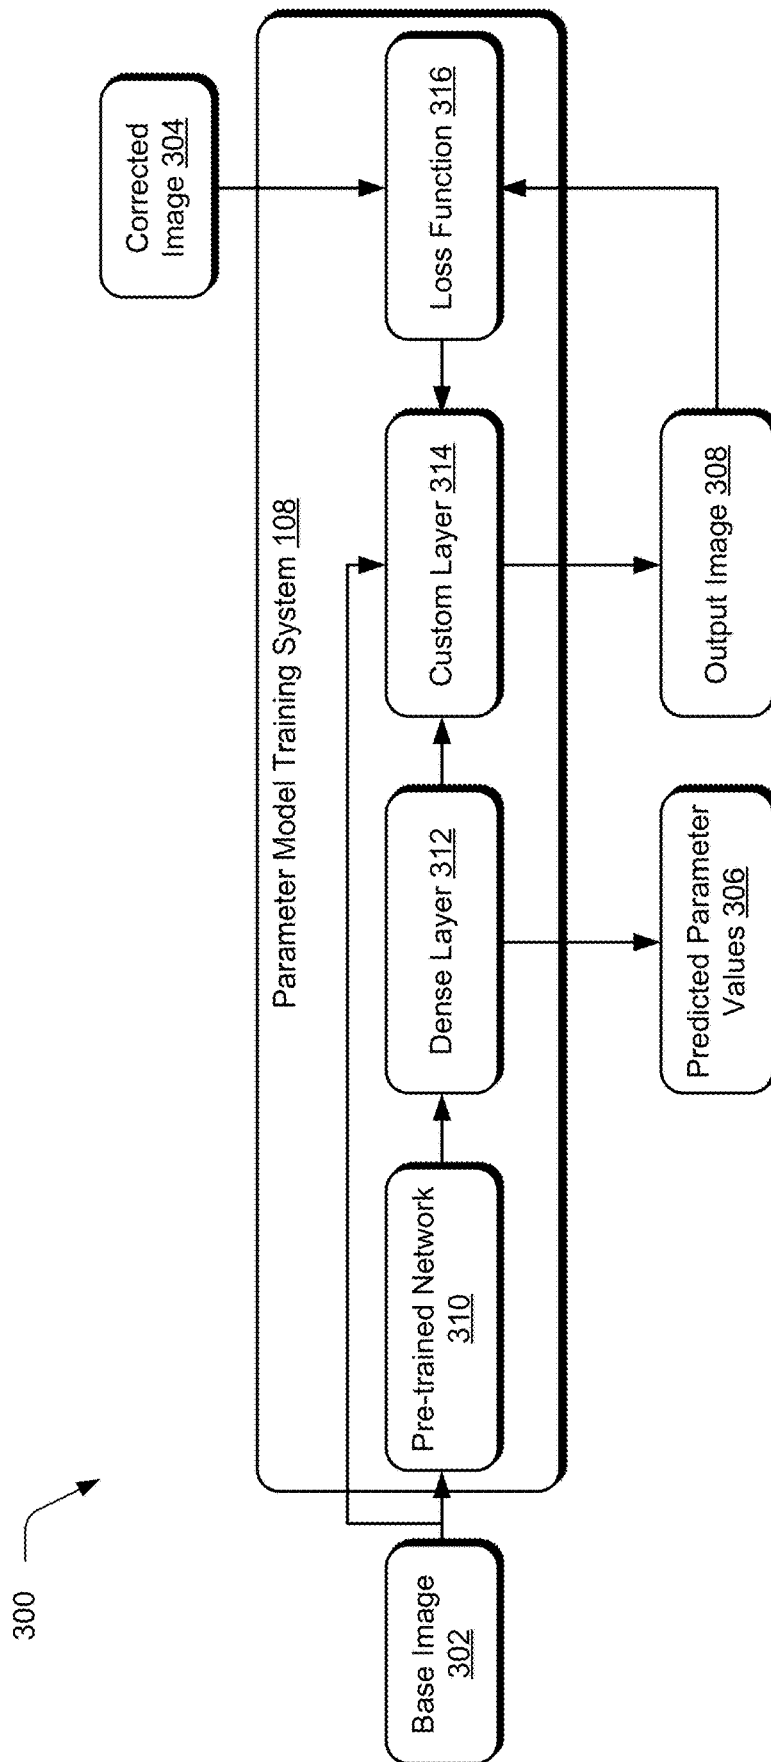 300
Corrected
Image 304
Parameter Model Training System 108
Base Image
302
Pre-trained Network
310
Dense Layer 312
Custom Layer 314
Loss Function 316
Predicted Parameter
Values 306
Output Image 308